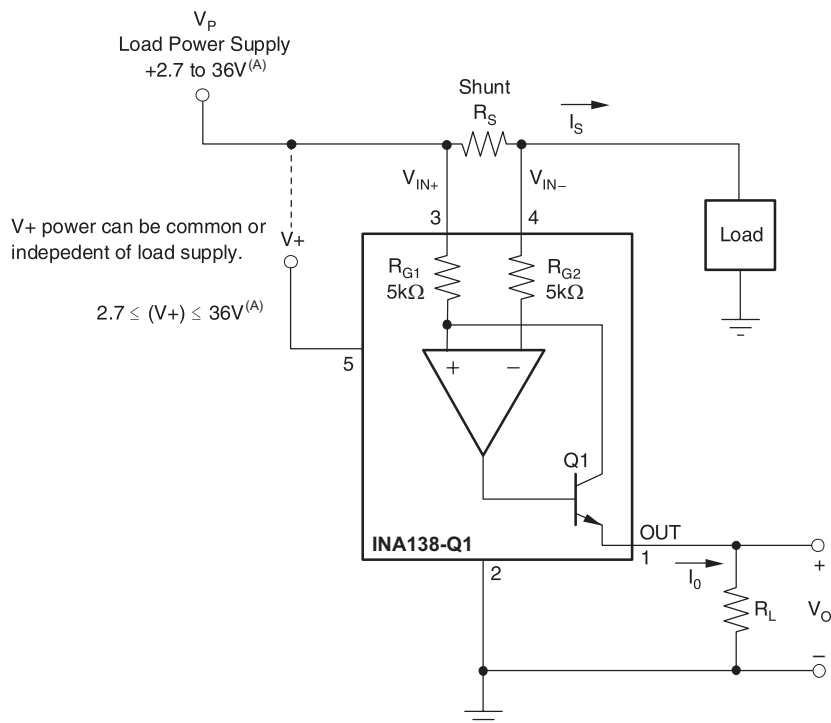 V_P
Load Power Supply
+2.7 to 36V^(A)
Shunt
R_S
I_S
V_IN+
V_IN−
3
4
V+ power can be common or
indepedent of load supply.
V+
Load
R_G1
5kΩ
R_G2
5kΩ
2.7 ≤ (V+) ≤ 36V^(A)
5
+
−
Q1
INA138-Q1
OUT
1
2
I_0
+
R_L
V_O
−